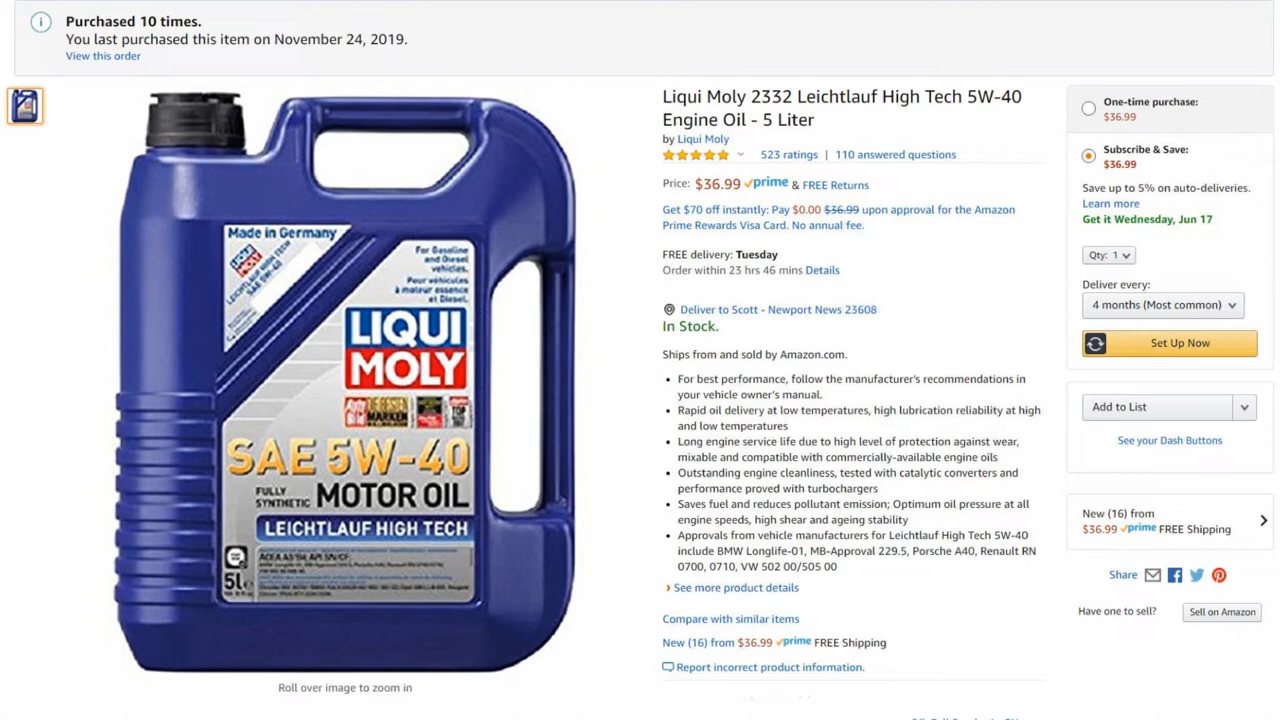 Purchased 10 times.
You last purchased this item on November 24, 2019.
View this order
Made in Germany
LIQUI
MOLY
LEICHTLAUF HIGH TECH
SAE 5W-40
For Gasoline
and Diesel
vehicles.
Pour véhicules
à moteur essence
et Diesel.
LIQUI
MOLY
SAE 5W-40
FULLY
SYNTHETIC MOTOR OIL
LEICHTLAUF HIGH TECH
5L
Roll over image to zoom in
Liqui Moly 2332 Leichtlauf High Tech 5W-40
Engine Oil - 5 Liter
by Liqui Moly
523 ratings | 110 answered questions
Price: $36.99 prime & FREE Returns
Get $70 off instantly: Pay $0.00 $36.99 upon approval for the Amazon
Prime Rewards Visa Card. No annual fee.
FREE delivery: Tuesday
Order within 23 hrs 46 mins Details
Deliver to Scott - Newport News 23608
In Stock.
Ships from and sold by Amazon.com.
• For best performance, follow the manufacturer's recommendations in
your vehicle owner's manual.
• Rapid oil delivery at low temperatures, high lubrication reliability at high
and low temperatures
• Long engine service life due to high level of protection against wear,
mixable and compatible with commercially-available engine oils
• Outstanding engine cleanliness, tested with catalytic converters and
performance proved with turbochargers
• Saves fuel and reduces pollutant emission; Optimum oil pressure at all
engine speeds, high shear and ageing stability
• Approvals from vehicle manufacturers for Leichtlauf High Tech 5W-40
include BMW Longlife-01, MB-Approval 229.5, Porsche A40, Renault RN
0700, 0710, VW 502 00/505 00
› See more product details
Compare with similar items
New (16) from $36.99 prime FREE Shipping
Report incorrect product information.
One-time purchase:
$36.99
Subscribe & Save:
$36.99
Save up to 5% on auto-deliveries.
Learn more
Get it Wednesday, Jun 17
Qty: 1
Deliver every:
4 months (Most common)
Set Up Now
Add to List
See your Dash Buttons
New (16) from
$36.99 prime FREE Shipping
Share
Have one to sell?
Sell on Amazon